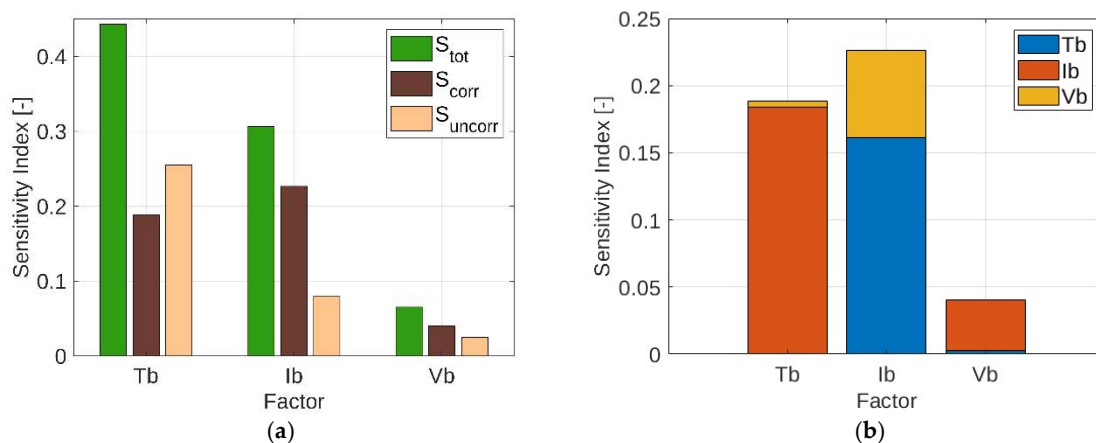 0.4
0.3
0.2
0.1
0
Sensitivity Index [-]
S_tot
S_corr
S_uncorr
Tb Ib Vb
Factor
(a)
0.25
0.2
0.15
0.1
0.05
0
Sensitivity Index [-]
Tb
Ib
Vb
Tb Ib Vb
Factor
(b)